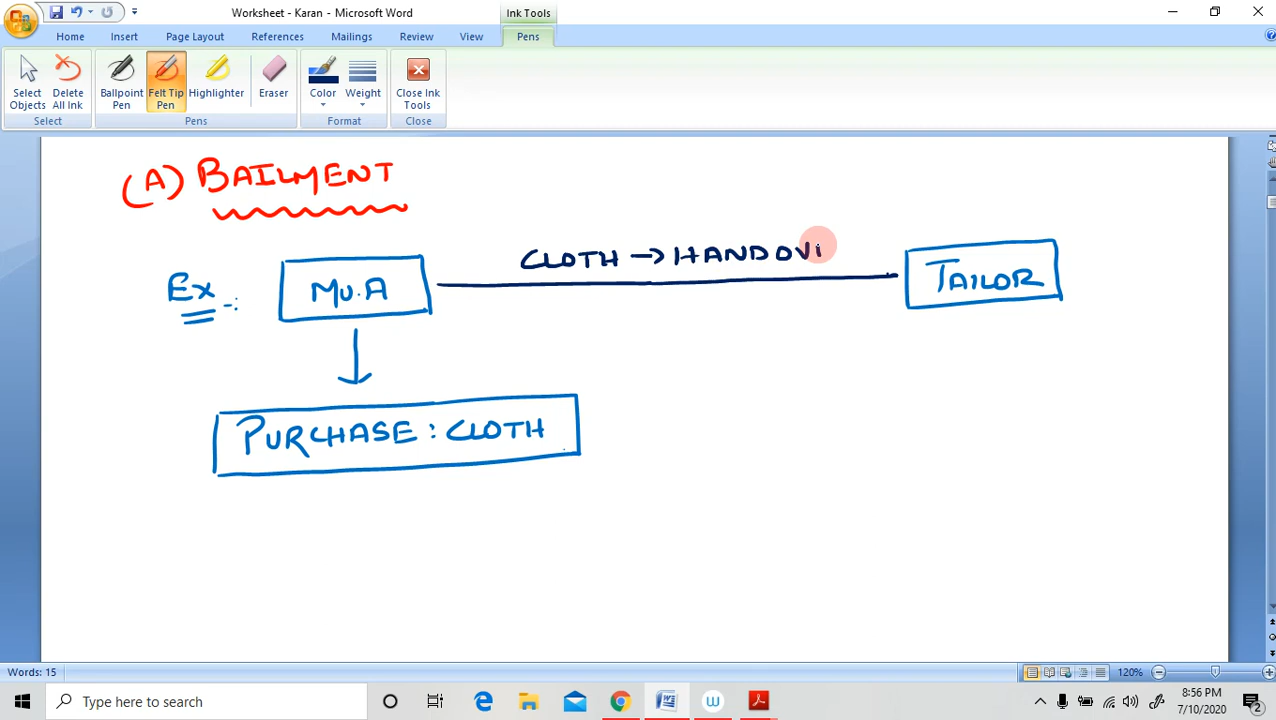 Worksheet - Karan - Microsoft Word
Ink Tools
Home Insert Page Layout References Mailings Review View Pens
Select Objects
Delete All Ink
Ballpoint Pen
Felt Tip Pen
Highlighter
Eraser
Color
Weight
Close Ink Tools
Select Pens Format Close
(A) BAILMENT
CLOTH → HANDOVI
Ex -:
Mr. A
TAILOR
PURCHASE : CLOTH
Words: 15
120%
Type here to search
8:56 PM
7/10/2020
2